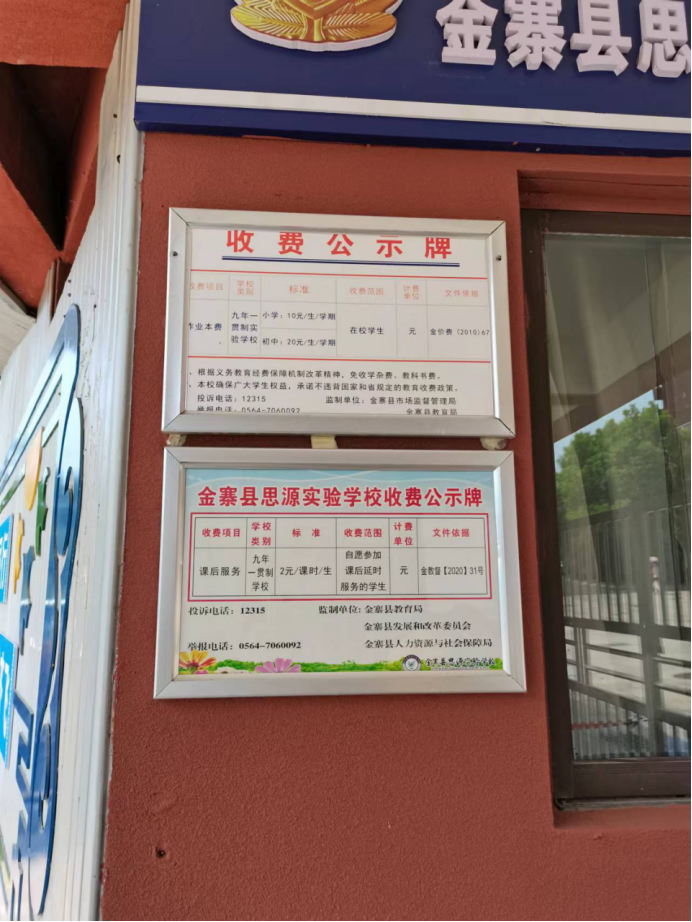 金寨县思
收费公示牌
收费项目 学校类别 标准 收费范围 计费单位 文件依据
作业本费 九年一贯制实验学校 小学：10元/生/学期 在校学生 元 金价费（2010）67
初中：20元/生/学期
、根据义务教育经费保障机制改革精神，免收学杂费、教科书费。
、本校确保广大学生权益，承诺不违背国家和省规定的教育收费政策。
投诉电话：12315 监制单位：金寨县市场监督管理局
举报电话：0564-7060092 金寨县教育局
金寨县思源实验学校收费公示牌
收费项目 学校类别 标 准 收费范围 计费单位 文件依据
课后服务 九年一贯制学校 2元/课时/生 自愿参加课后延时服务的学生 元 金教督【2020】31号
投诉电话：12315 监制单位：金寨县教育局
金寨县发展和改革委员会
举报电话：0564-7060092 金寨县人力资源与社会保障局
金寨县思源实验学校